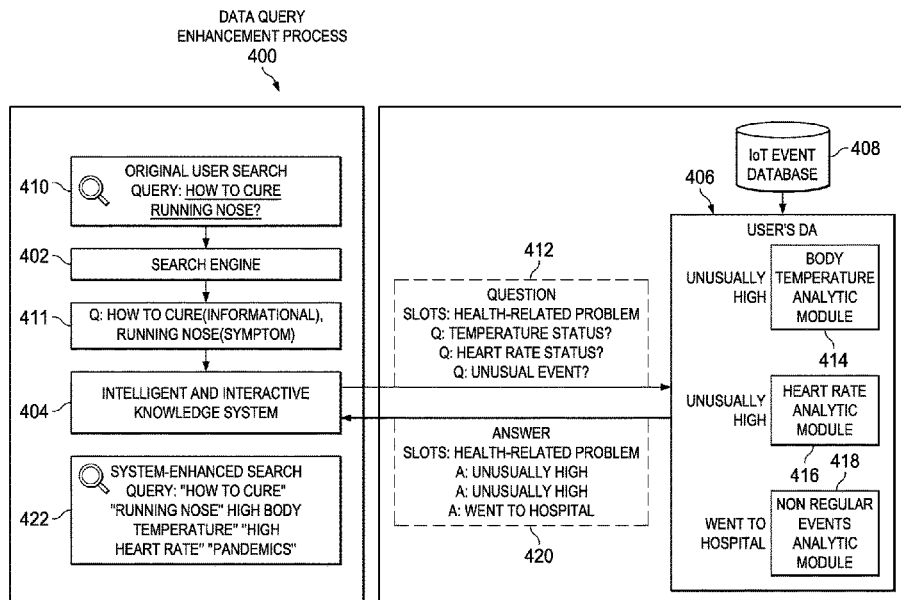 DATA QUERY
ENHANCEMENT PROCESS
400
410
ORIGINAL USER SEARCH
QUERY: HOW TO CURE
RUNNING NOSE?
402
SEARCH ENGINE
411
Q: HOW TO CURE(INFORMATIONAL),
RUNNING NOSE(SYMPTOM)
404
INTELLIGENT AND INTERACTIVE
KNOWLEDGE SYSTEM
422
SYSTEM-ENHANCED SEARCH
QUERY: "HOW TO CURE"
"RUNNING NOSE" HIGH BODY
TEMPERATURE" "HIGH
HEART RATE" "PANDEMICS"
412
QUESTION
SLOTS: HEALTH-RELATED PROBLEM
Q: TEMPERATURE STATUS?
Q: HEART RATE STATUS?
Q: UNUSUAL EVENT?
ANSWER
SLOTS: HEALTH-RELATED PROBLEM
A: UNUSUALLY HIGH
A: UNUSUALLY HIGH
A: WENT TO HOSPITAL
420
IoT EVENT
DATABASE
408
406
USER'S DA
UNUSUALLY
HIGH
BODY
TEMPERATURE
ANALYTIC
MODULE
414
UNUSUALLY
HIGH
HEART RATE
ANALYTIC
MODULE
416
418
WENT TO
HOSPITAL
NON REGULAR
EVENTS
ANALYTIC
MODULE